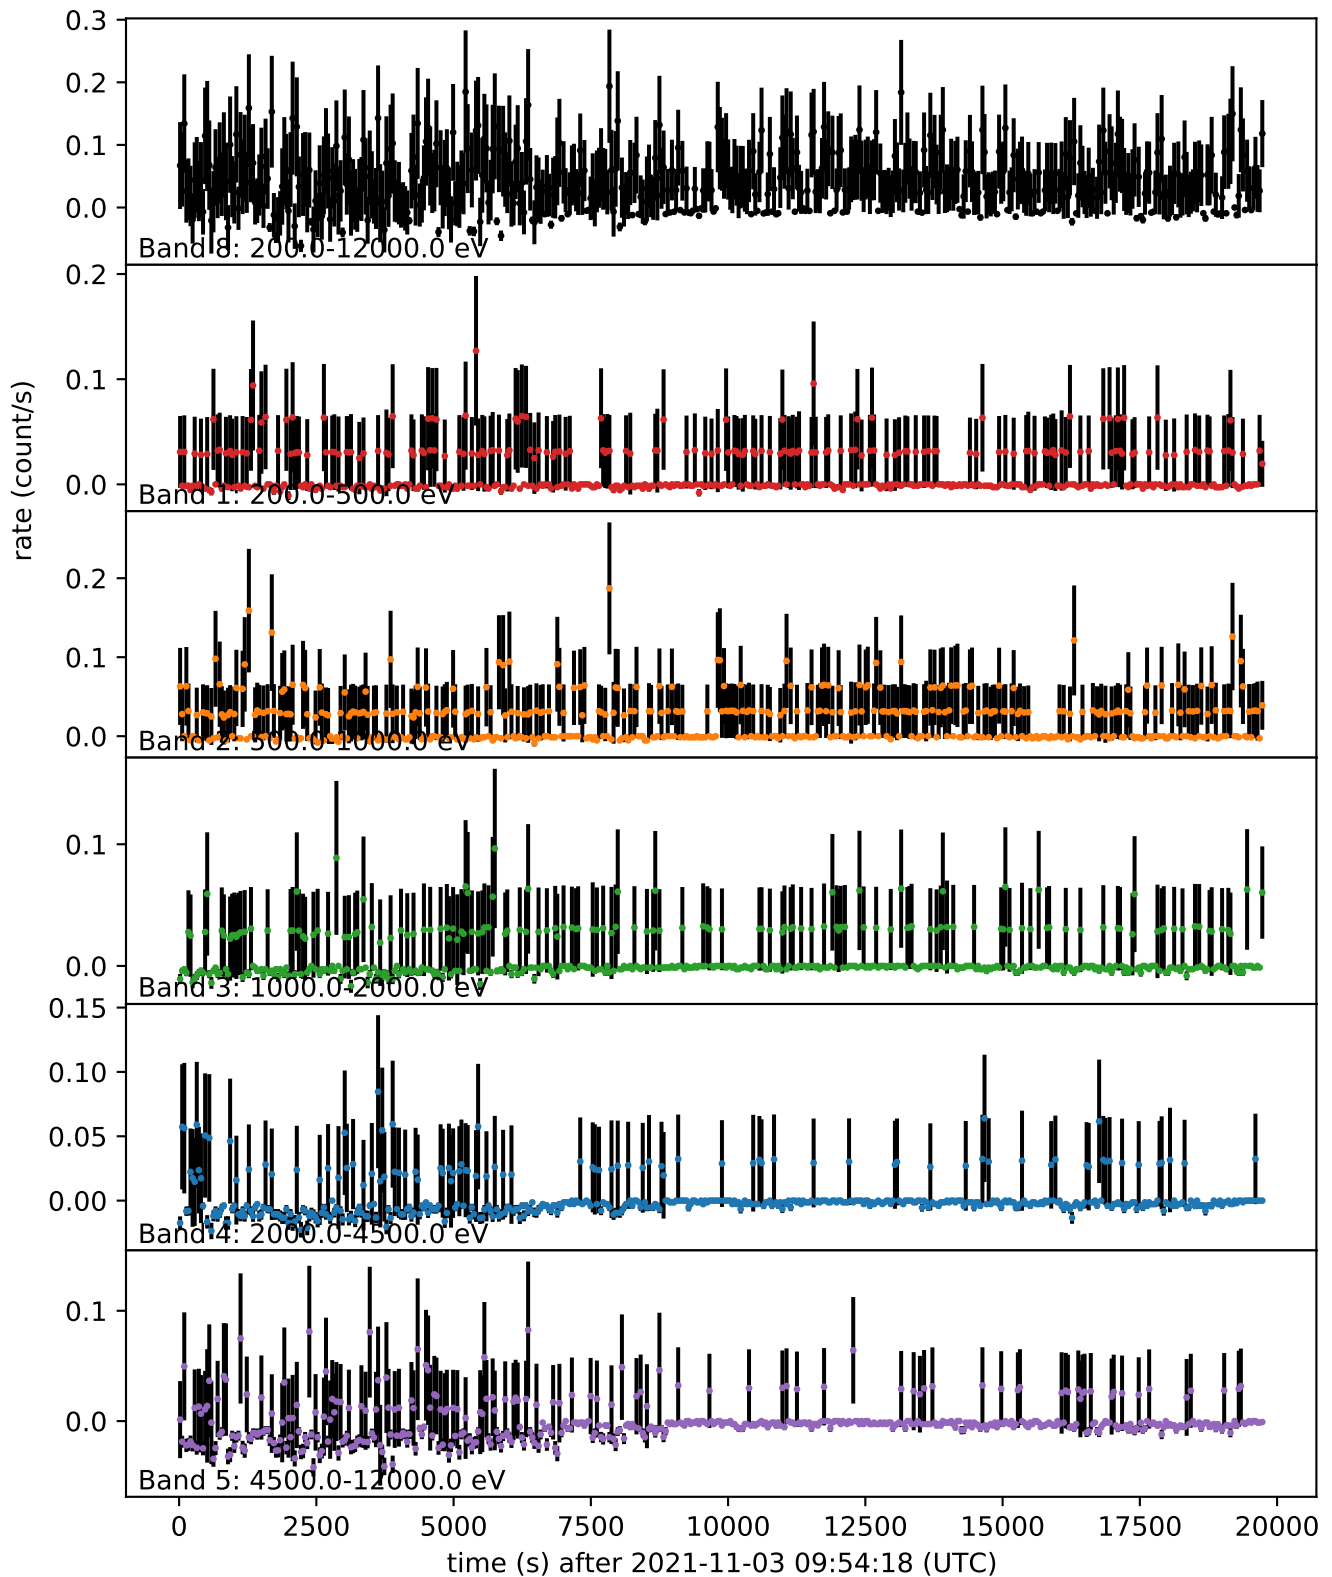 0.3
0.2
0.1
0.0
Band 8: 200.0-12000.0 eV
0.2
0.1
0.0
Band 1: 200.0-500.0 eV
rate (count/s)
0.2
0.1
0.0
Band 2: 500.0-1000.0 eV
0.1
0.0
Band 3: 1000.0-2000.0 eV
0.15
0.10
0.05
0.00
Band 4: 2000.0-4500.0 eV
0.1
0.0
Band 5: 4500.0-12000.0 eV
0 2500 5000 7500 10000 12500 15000 17500 20000
time (s) after 2021-11-03 09:54:18 (UTC)